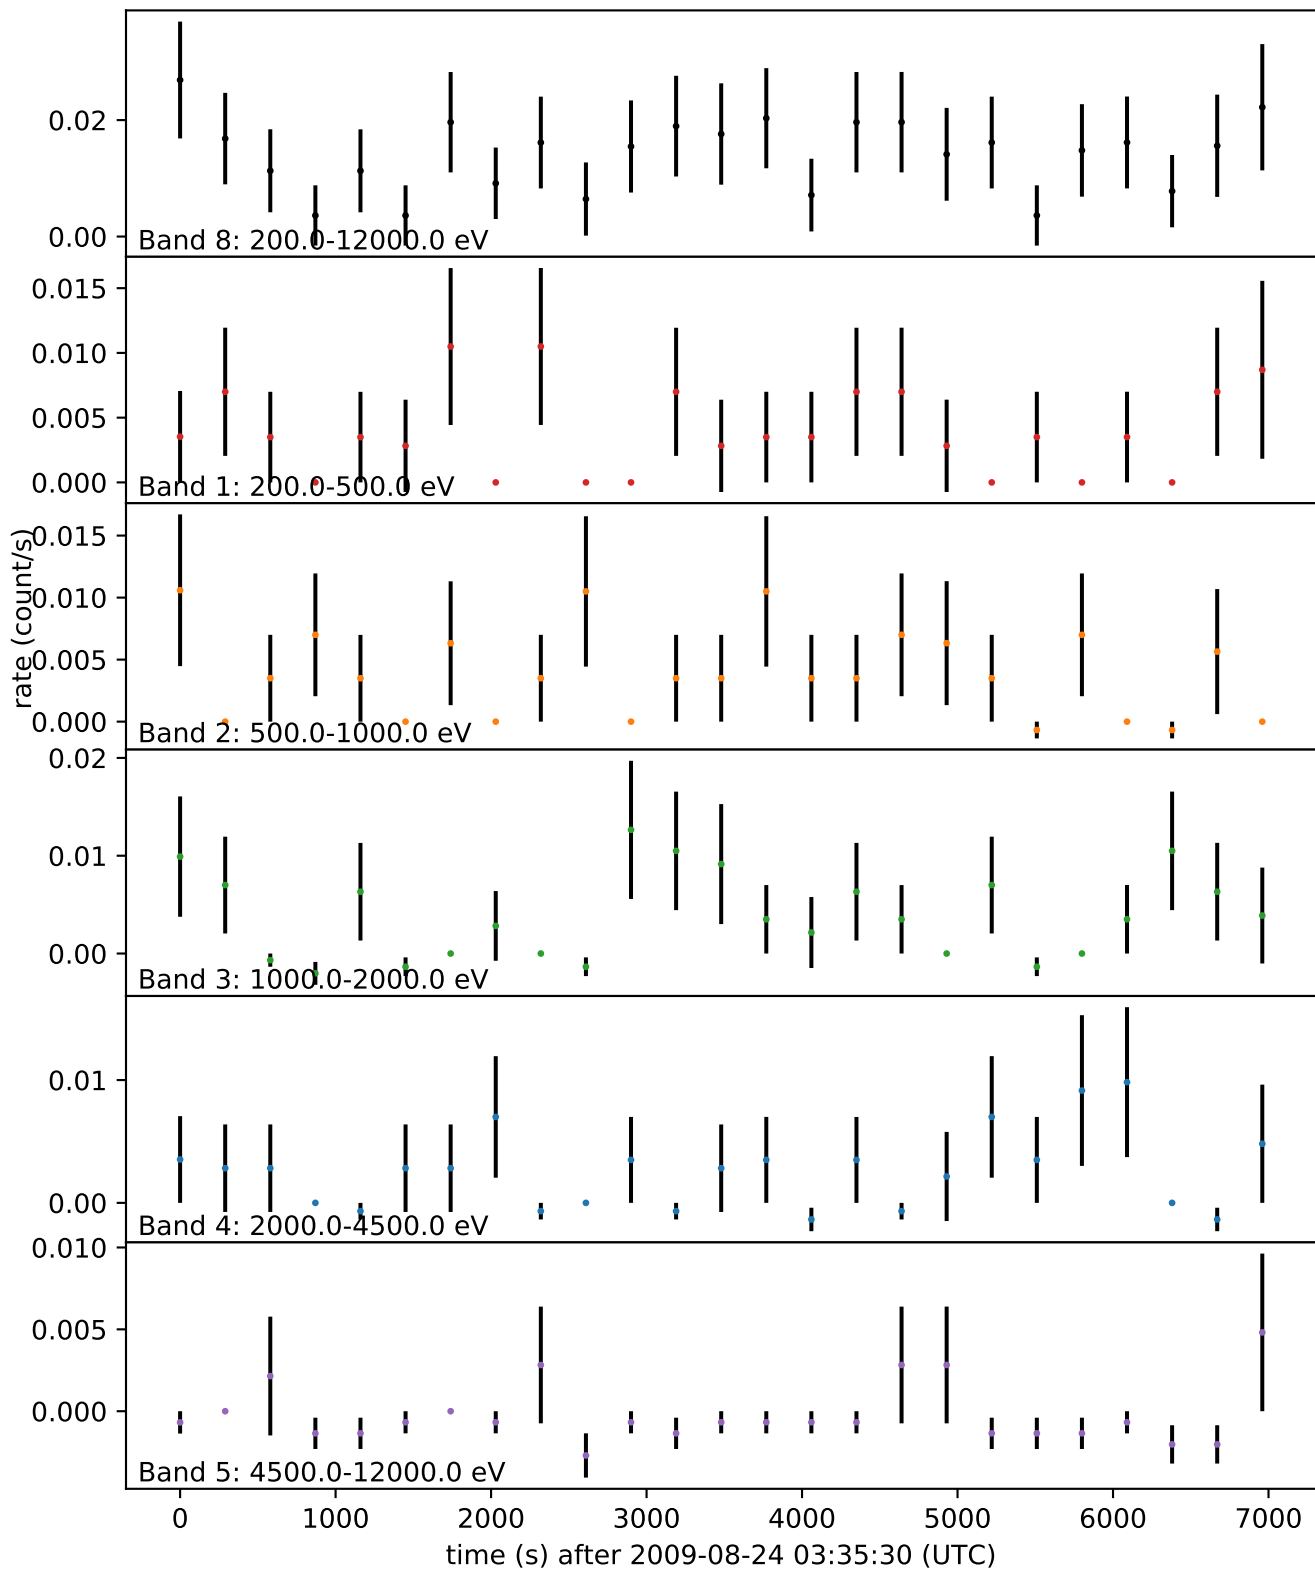 0.02
0.00
Band 8: 200.0-12000.0 eV
0.015
0.010
0.005
0.000
Band 1: 200.0-500.0 eV
rate (count/s)
0.015
0.010
0.005
0.000
Band 2: 500.0-1000.0 eV
0.02
0.01
0.00
Band 3: 1000.0-2000.0 eV
0.01
0.00
Band 4: 2000.0-4500.0 eV
0.010
0.005
0.000
Band 5: 4500.0-12000.0 eV
0 1000 2000 3000 4000 5000 6000 7000
time (s) after 2009-08-24 03:35:30 (UTC)